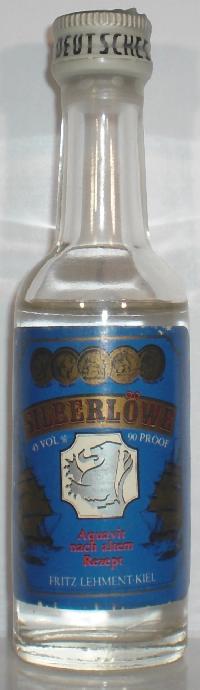 DEUTSCHES
SILBERLÖWE
45 VOL % 90 PROOF
Aquavit
nach altem
Rezept
FRITZ LEHMENT-KIEL